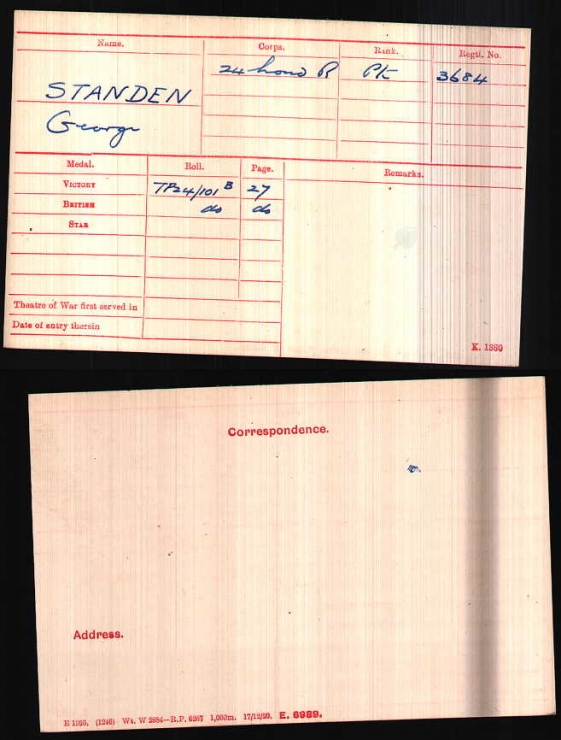 Name. Corps. Rank. Regtl. No.
STANDEN 24 Lond R Pte 3684
George
Medal. Roll. Page. Remarks.
VICTORY TP24/101 B 27
BRITISH do do
STAR
Theatre of War first served in
Date of entry therein
K. 1380
Correspondence.
Address.
E 1955. (1246) Wt. W 2884—R.P. 6267 1,000m. 17/12/20. E. 6989.